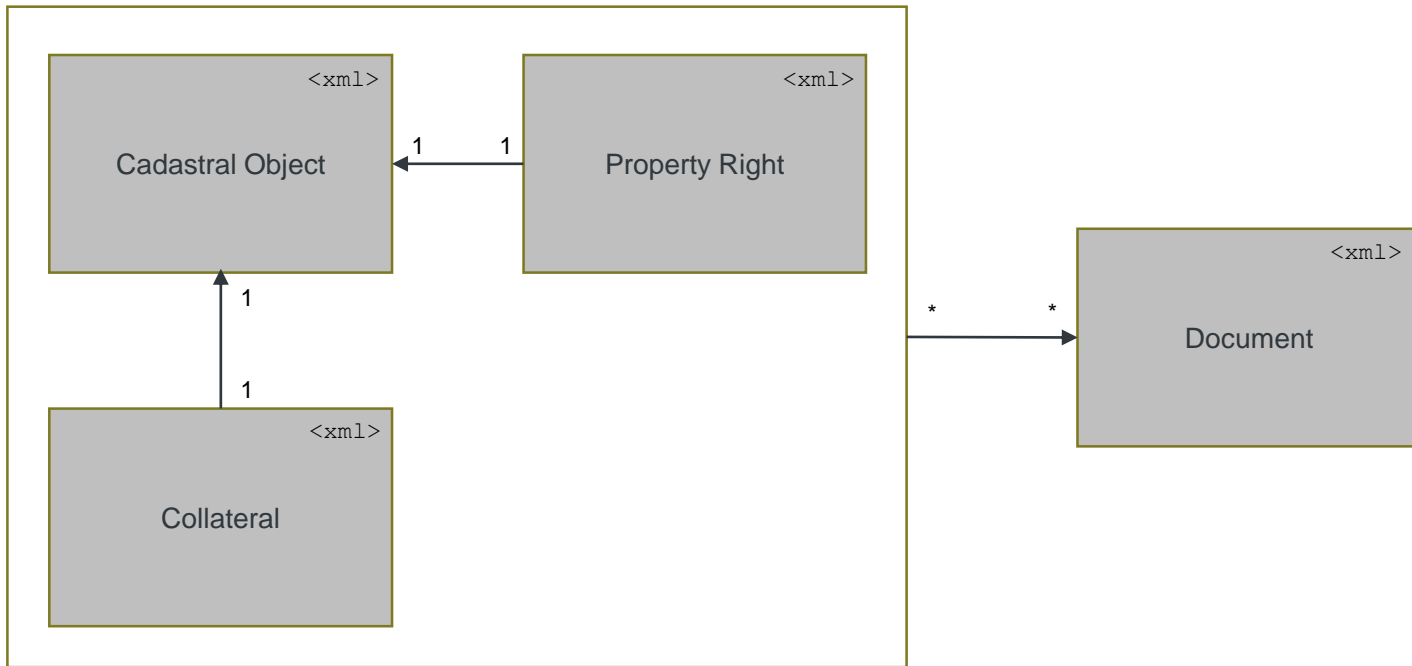 <xml>
Cadastral Object
<xml>
Property Right
1
1
<xml>
Document
*
*
1
1
<xml>
Collateral